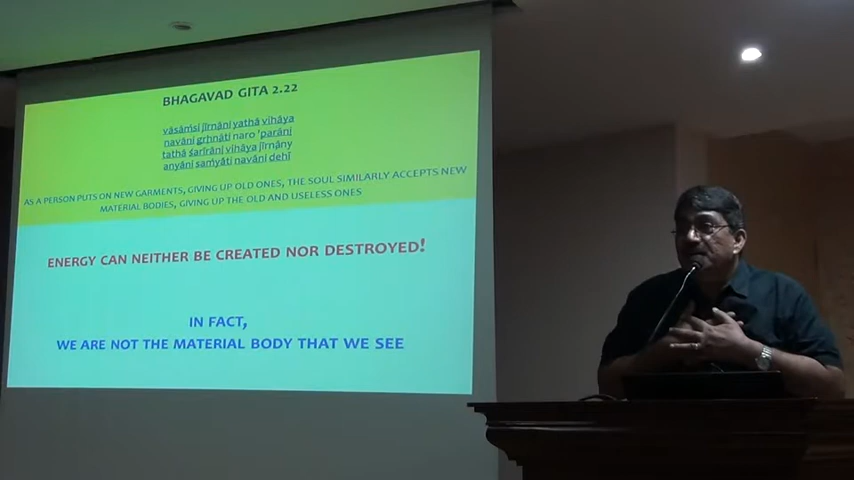 BHAGAVAD GITA 2.22
vāsāṁsi jīrṇāni yathā vihāya
navāni gṛhṇāti naro 'parāṇi
tathā śarīrāṇi vihāya jīrṇāny
anyāni saṁyāti navāni dehī
AS A PERSON PUTS ON NEW GARMENTS, GIVING UP OLD ONES, THE SOUL SIMILARLY ACCEPTS NEW
MATERIAL BODIES, GIVING UP THE OLD AND USELESS ONES
ENERGY CAN NEITHER BE CREATED NOR DESTROYED!
IN FACT,
WE ARE NOT THE MATERIAL BODY THAT WE SEE